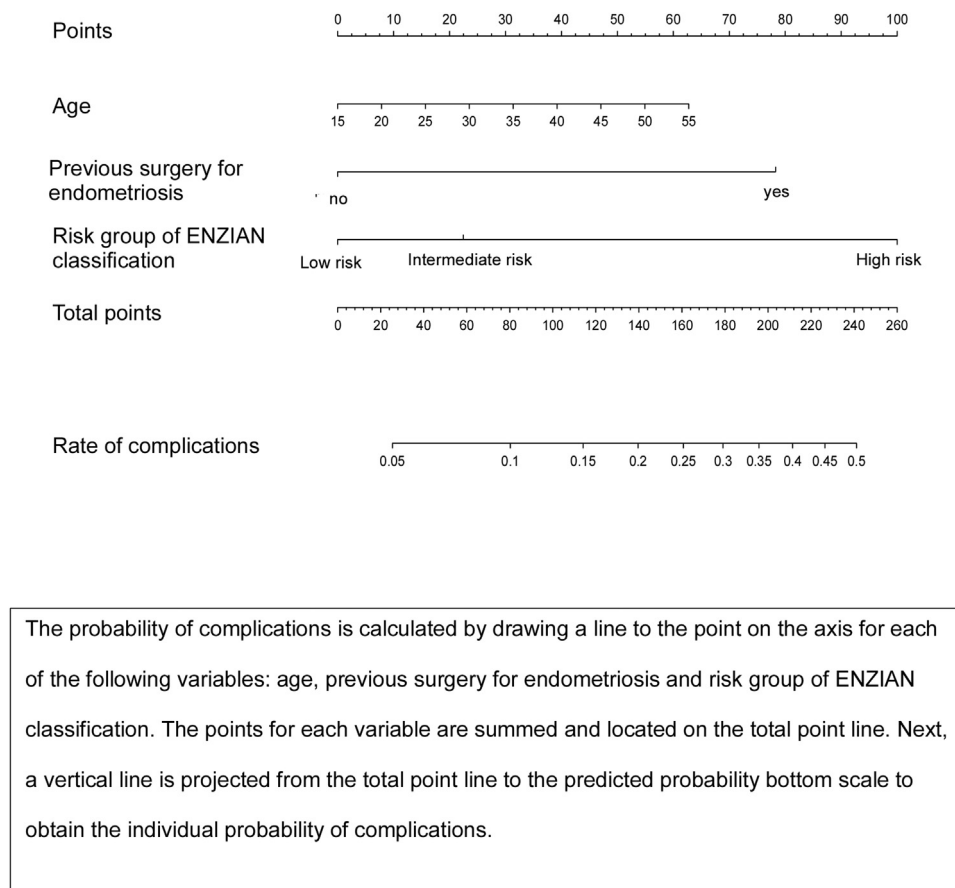 Points
0 10 20 30 40 50 60 70 80 90 100
Age
15 20 25 30 35 40 45 50 55
Previous surgery for
endometriosis
no yes
Risk group of ENZIAN
classification
Low risk Intermediate risk High risk
Total points
0 20 40 60 80 100 120 140 160 180 200 220 240 260
Rate of complications
0.05 0.1 0.15 0.2 0.25 0.3 0.35 0.4 0.45 0.5
The probability of complications is calculated by drawing a line to the point on the axis for each
of the following variables: age, previous surgery for endometriosis and risk group of ENZIAN
classification. The points for each variable are summed and located on the total point line. Next,
a vertical line is projected from the total point line to the predicted probability bottom scale to
obtain the individual probability of complications.